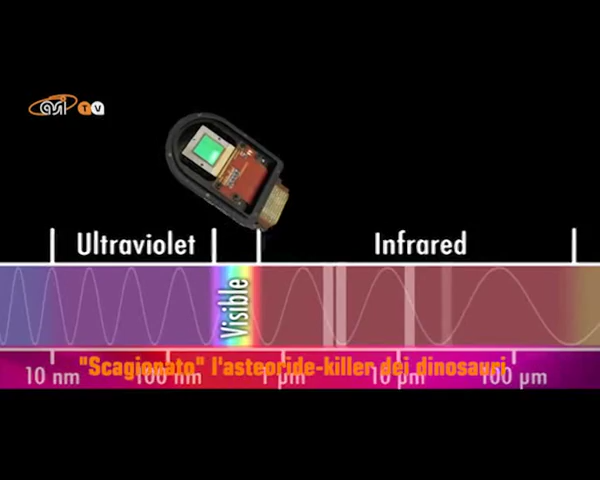 asi TV
Ultraviolet
Infrared
Visible
"Scagionato" l'asteoride-killer dei dinosauri
10 nm 100 nm 1 µm 10 µm 100 µm